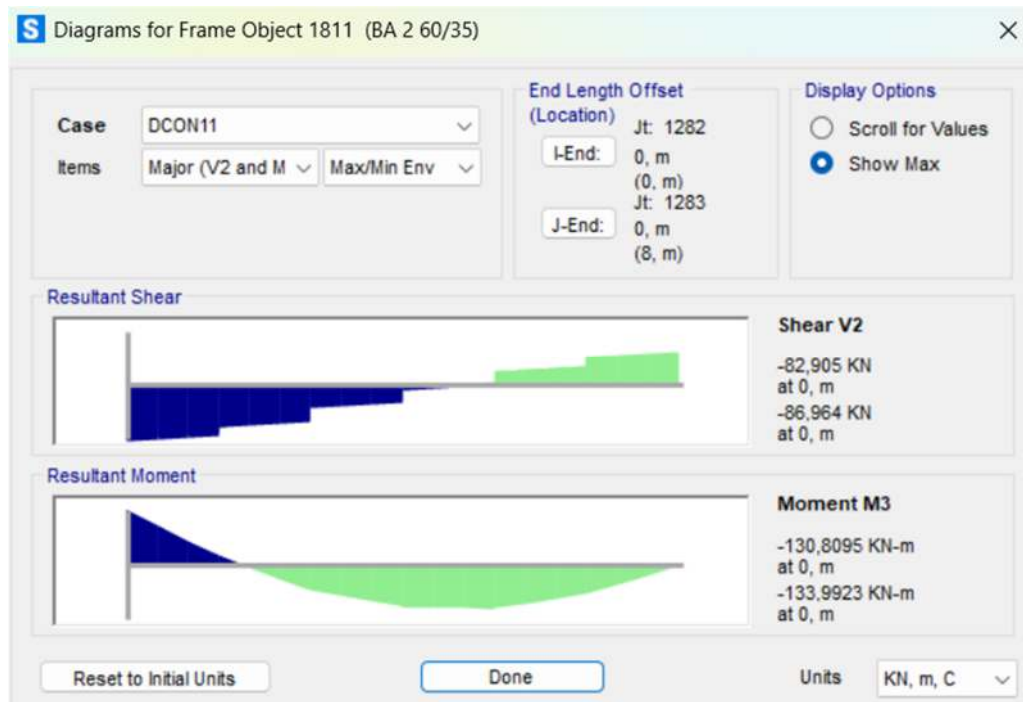 S Diagrams for Frame Object 1811 (BA 2 60/35)
Case DCON11
Items Major (V2 and M Max/Min Env
End Length Offset
(Location)
Jt: 1282
I-End: 0, m
(0, m)
Jt: 1283
J-End: 0, m
(8, m)
Display Options
Scroll for Values
Show Max
Resultant Shear
Shear V2
-82,905 KN
at 0, m
-86,964 KN
at 0, m
Resultant Moment
Moment M3
-130,8095 KN-m
at 0, m
-133,9923 KN-m
at 0, m
Reset to Initial Units
Done
Units KN, m, C